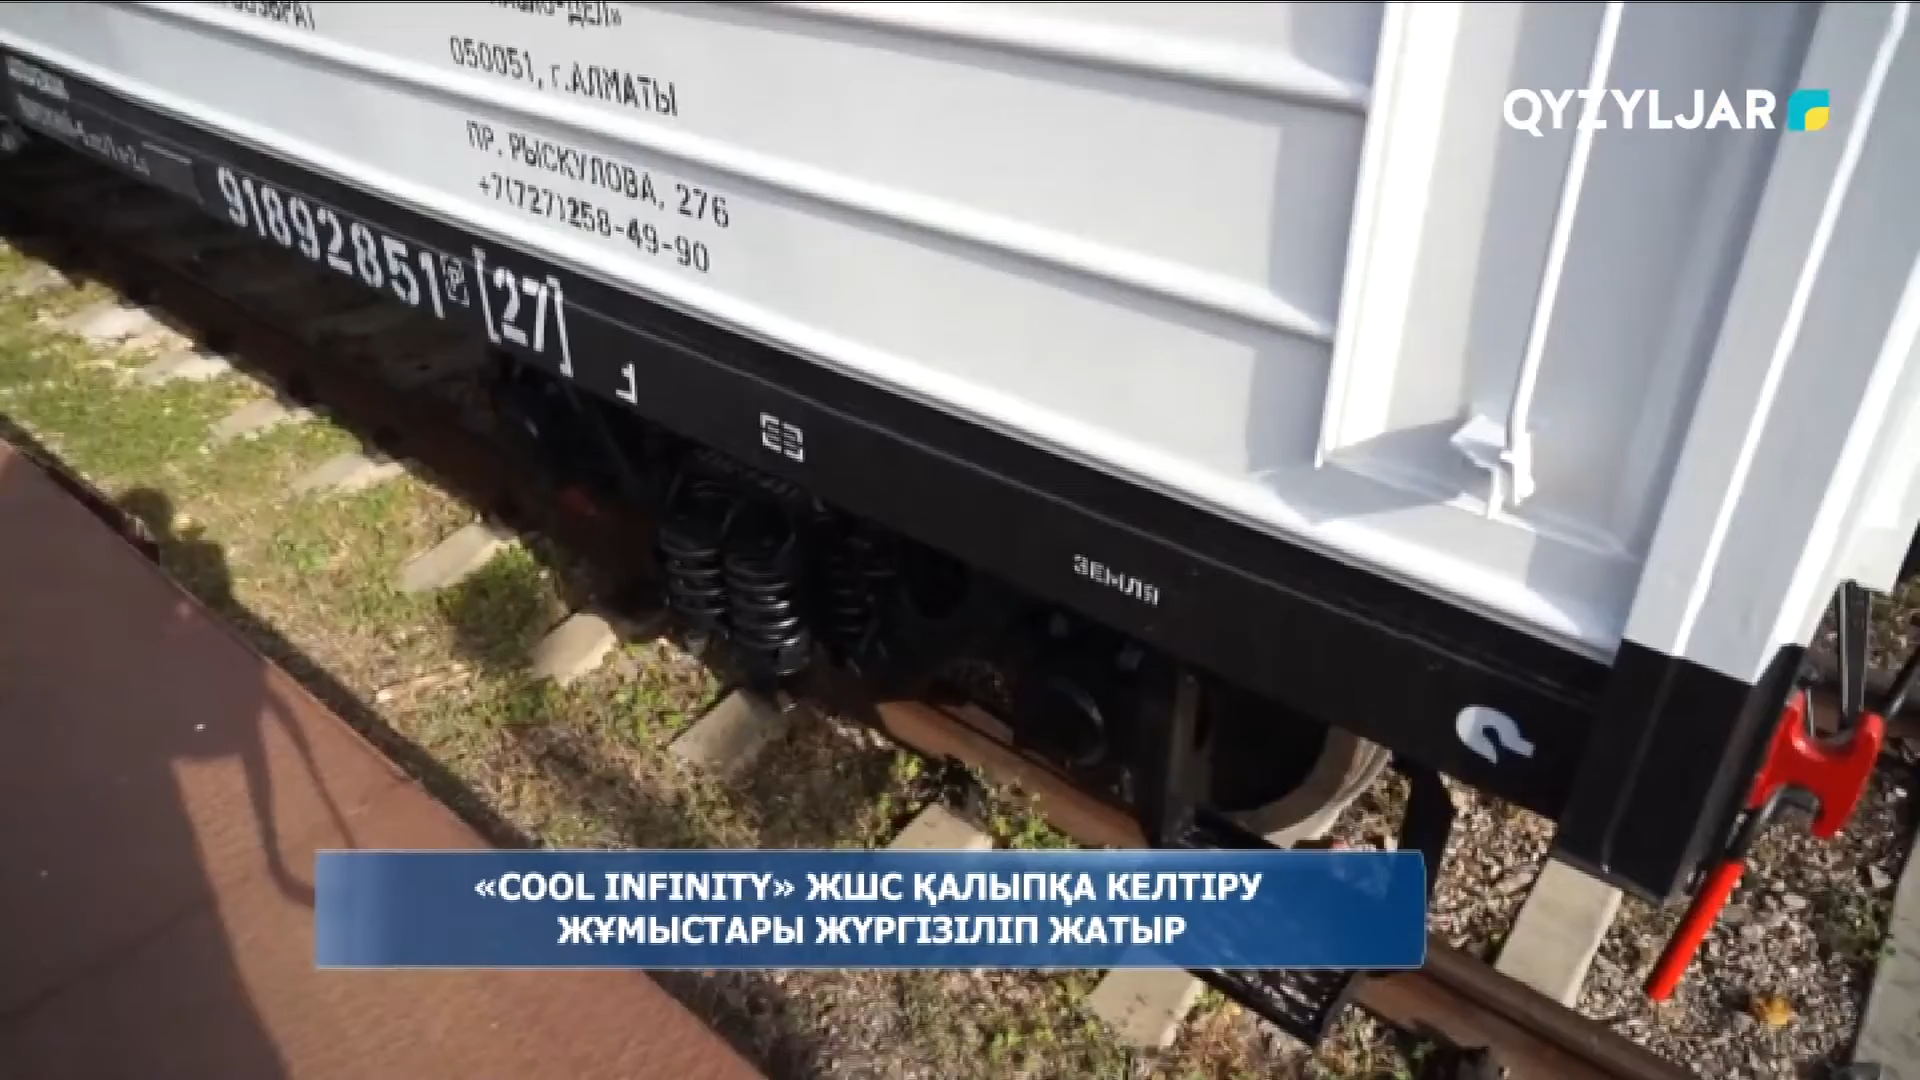 050051, г.АЛМАТЫ
ПР. РЫСКУЛОВА, 276
+7(727)258-49-90
91892851 [27]
ЗЕМЛЯ
QYZYLJAR
«COOL INFINITY» ЖШС ҚАЛЫПҚА КЕЛТІРУ
ЖҰМЫСТАРЫ ЖҮРГІЗІЛІП ЖАТЫР